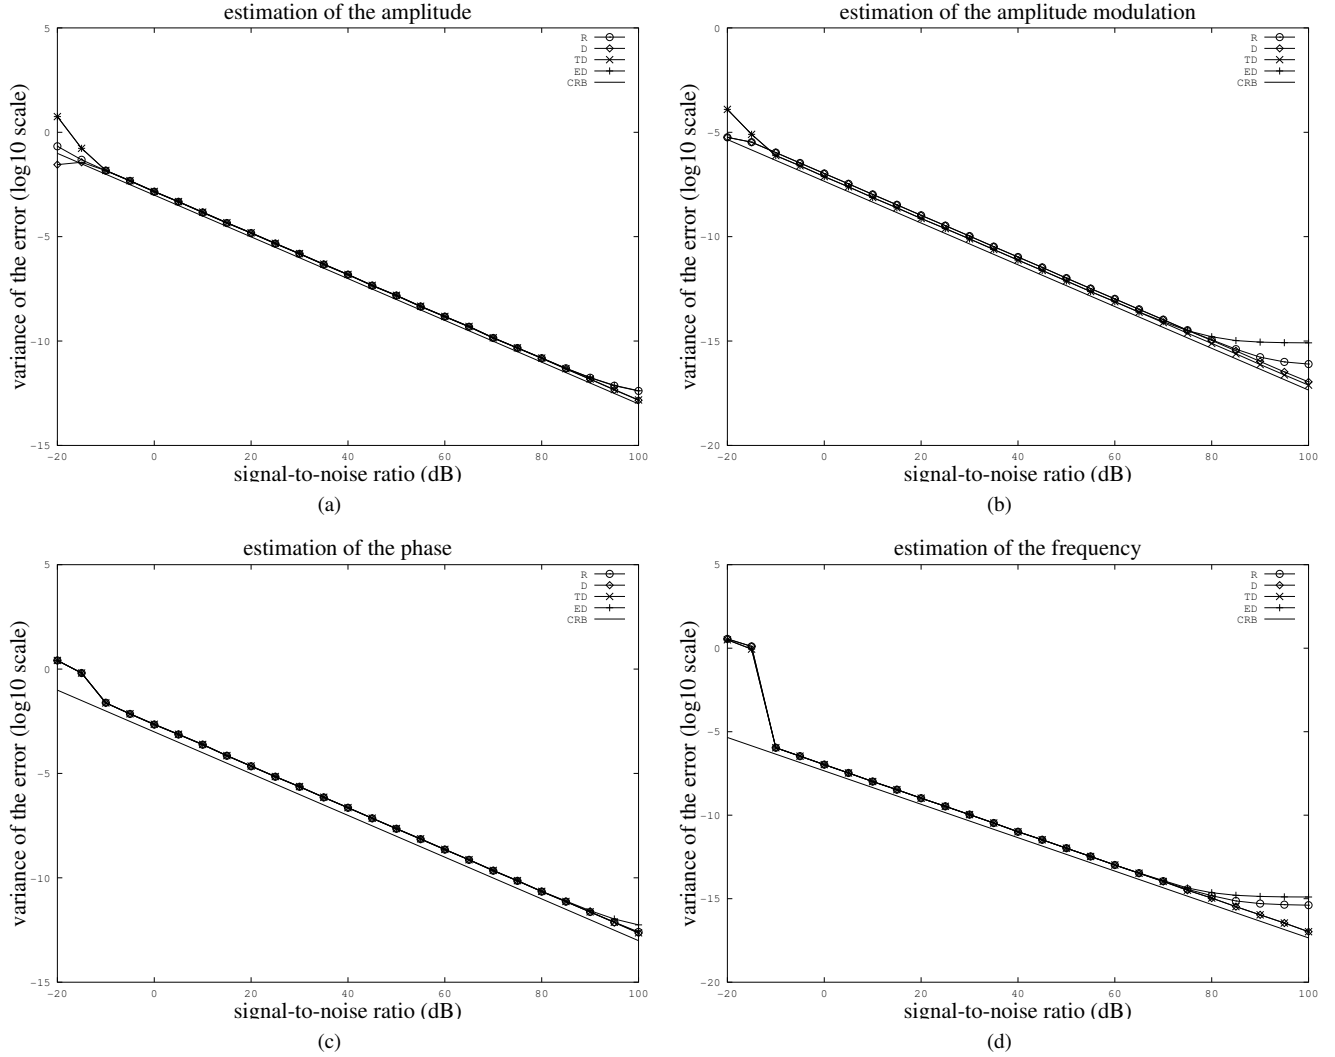 estimation of the amplitude
variance of the error (log10 scale)
5
0
−5
−10
−15
−20 0 20 40 60 80 100
R
D
TD
ED
CRB
signal-to-noise ratio (dB)
(a)
estimation of the amplitude modulation
variance of the error (log10 scale)
0
−5
−10
−15
−20
−20 0 20 40 60 80 100
R
D
TD
ED
CRB
signal-to-noise ratio (dB)
(b)
estimation of the phase
variance of the error (log10 scale)
5
0
−5
−10
−15
−20 0 20 40 60 80 100
R
D
TD
ED
CRB
signal-to-noise ratio (dB)
(c)
estimation of the frequency
variance of the error (log10 scale)
5
0
−5
−10
−15
−20
−20 0 20 40 60 80 100
R
D
TD
ED
CRB
signal-to-noise ratio (dB)
(d)